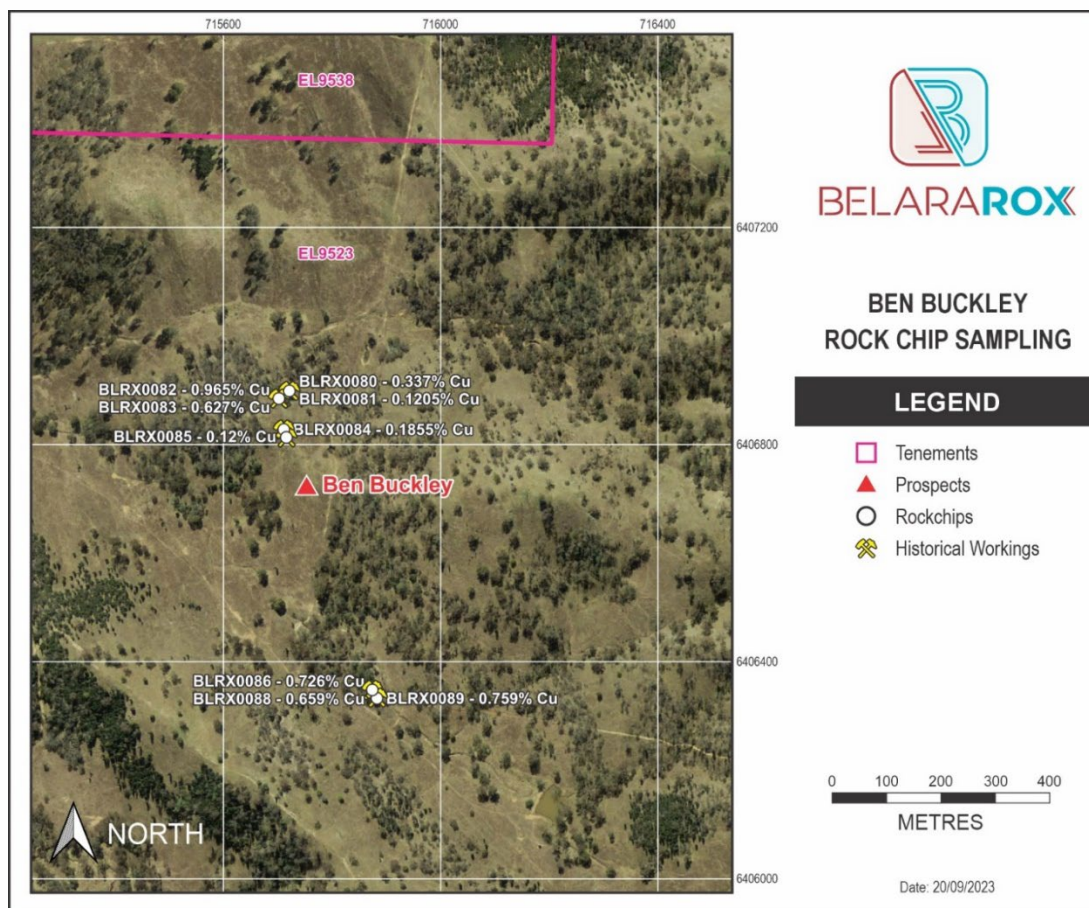 715600
716000
716400
EL9538
6407200
EL9523
BLRX0082 - 0.965% Cu
BLRX0080 - 0.337% Cu
BLRX0083 - 0.627% Cu
BLRX0081 - 0.1205% Cu
BLRX0084 - 0.1855% Cu
BLRX0085 - 0.12% Cu
6406800
Ben Buckley
6406400
BLRX0086 - 0.726% Cu
BLRX0088 - 0.659% Cu
BLRX0089 - 0.759% Cu
NORTH
6406000
BELARAROX
BEN BUCKLEY
ROCK CHIP SAMPLING
LEGEND
Tenements
Prospects
Rockchips
Historical Workings
0 100 200 300 400
METRES
Date: 20/09/2023